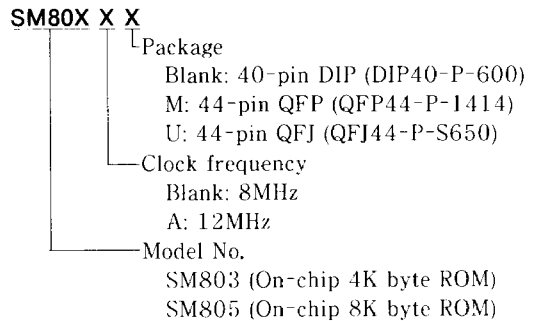 SM80X X X
Package
Blank: 40-pin DIP (DIP40-P-600)
M: 44-pin QFP (QFP44-P-1414)
U: 44-pin QFJ (QFJ44-P-S650)
Clock frequency
Blank: 8MHz
A: 12MHz
Model No.
SM803 (On-chip 4K byte ROM)
SM805 (On-chip 8K byte ROM)